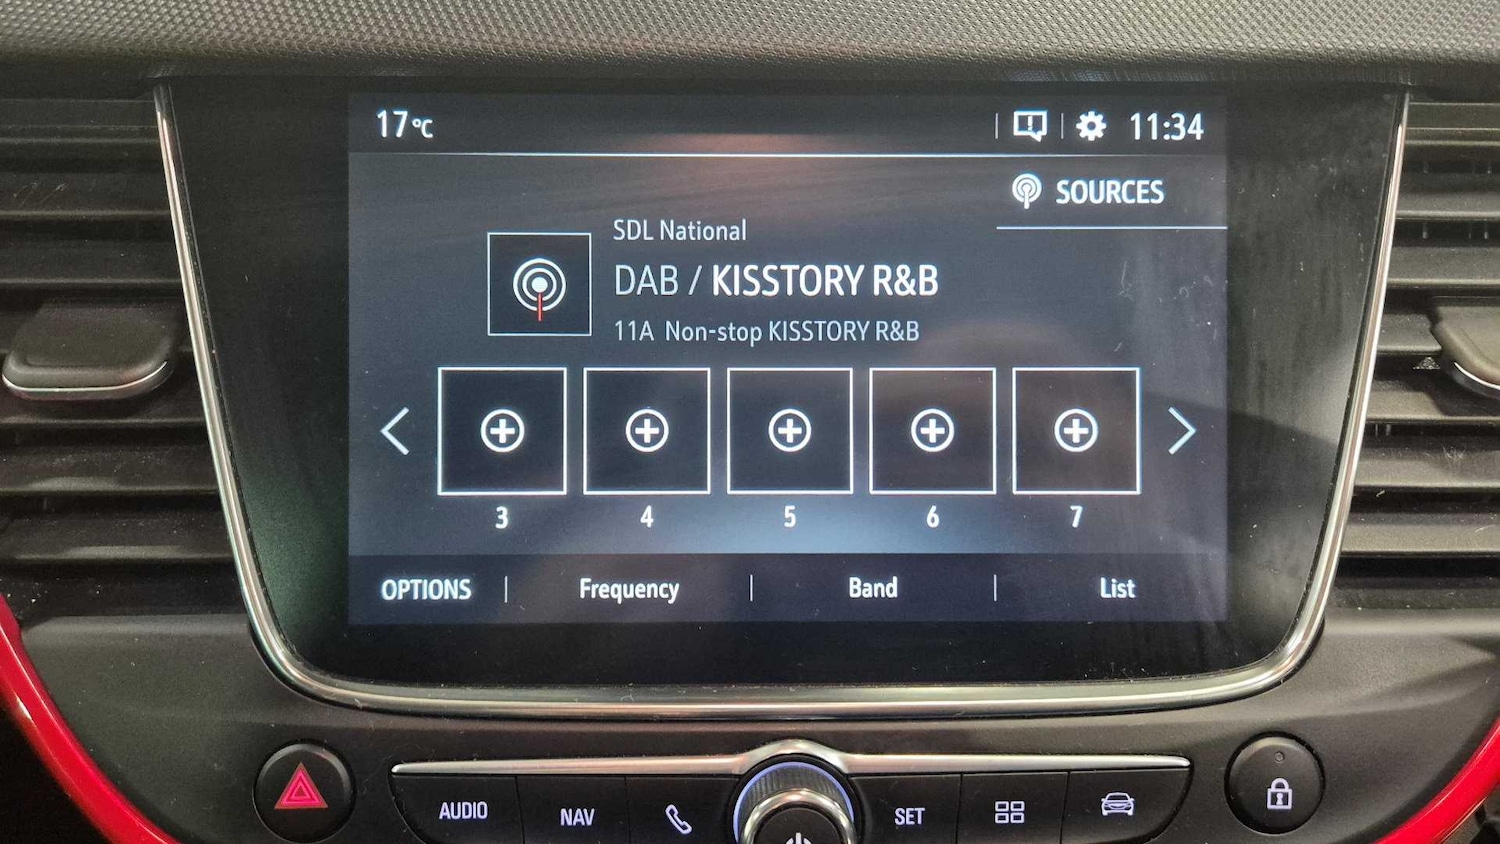 17°C
11:34
SOURCES
SDL National
DAB / KISSTORY R&B
11A Non-stop KISSTORY R&B
3 4 5 6 7
OPTIONS | Frequency | Band | List
AUDIO NAV SET